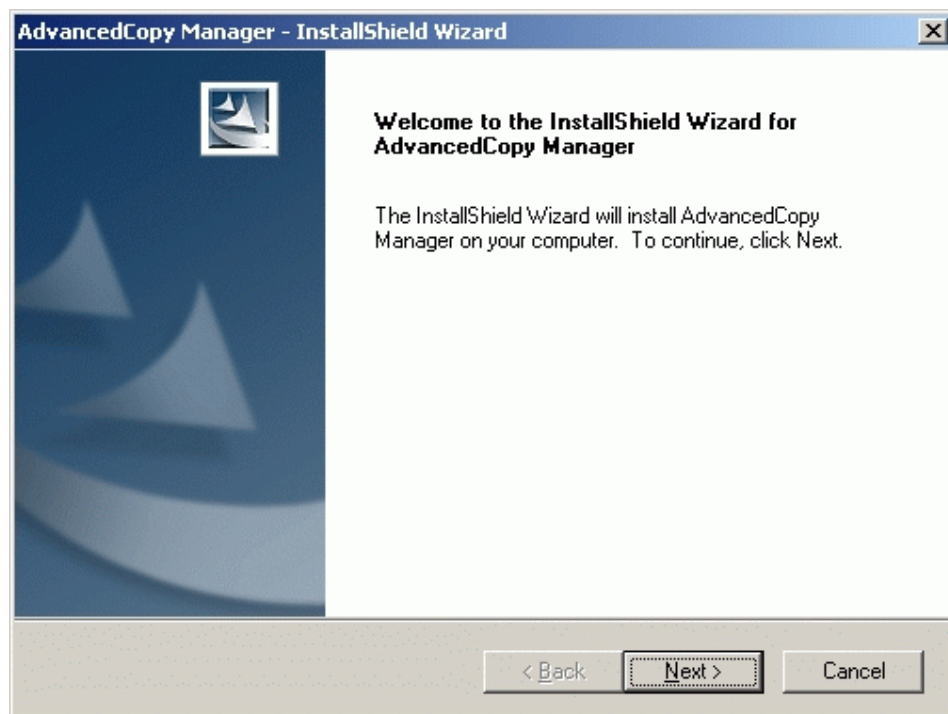 AdvancedCopy Manager - InstallShield Wizard
Welcome to the InstallShield Wizard for
AdvancedCopy Manager
The InstallShield Wizard will install AdvancedCopy
Manager on your computer.  To continue, click Next.
< Back
Next >
Cancel